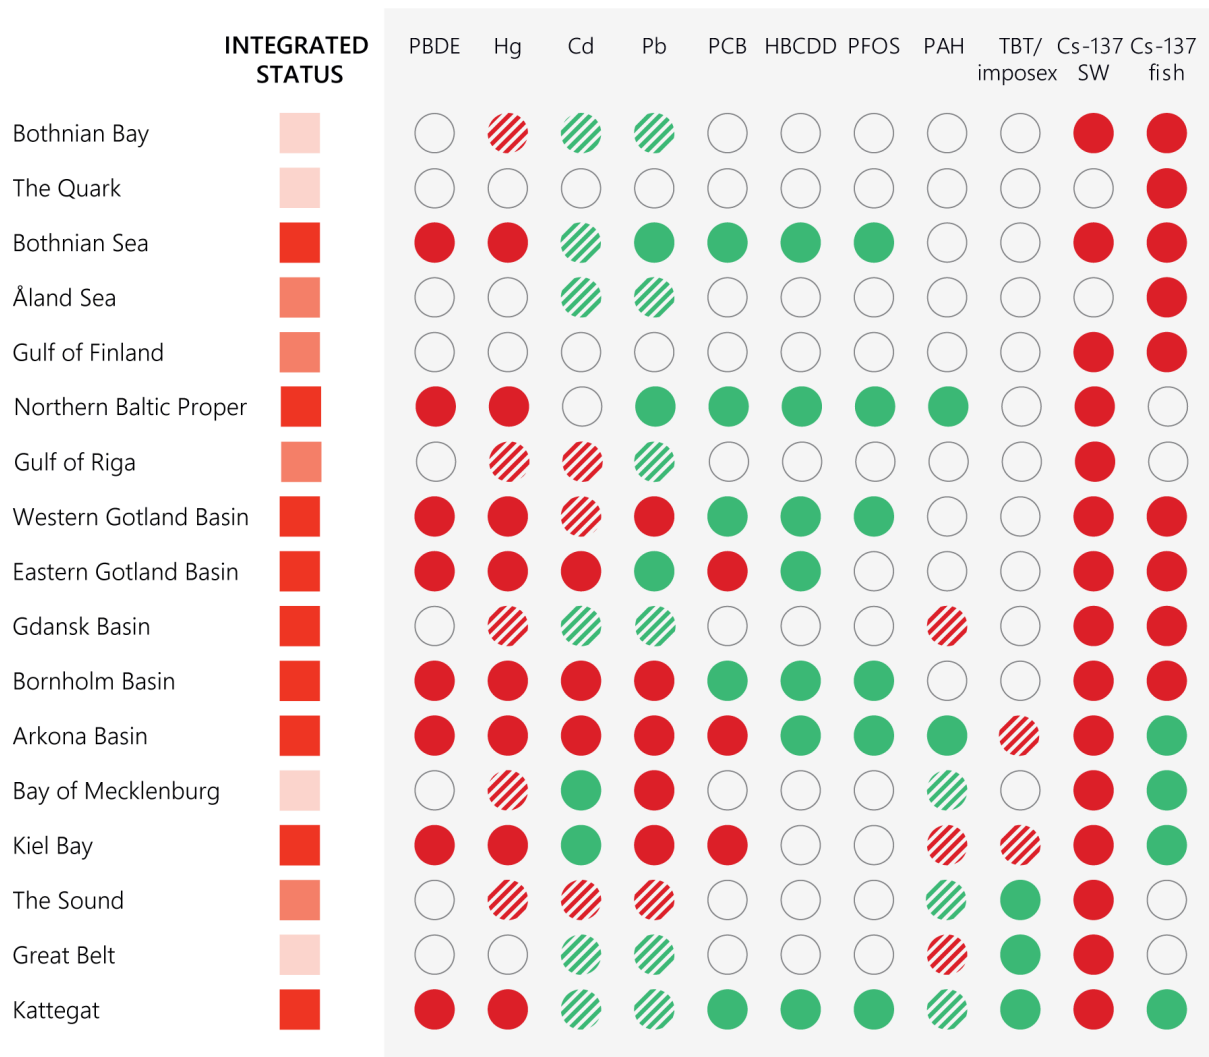 INTEGRATED STATUS
PBDE
Hg
Cd
Pb
PCB
HBCDD
PFOS
PAH
TBT/ imposex
Cs-137 SW
Cs-137 fish
Bothnian Bay
The Quark
Bothnian Sea
Åland Sea
Gulf of Finland
Northern Baltic Proper
Gulf of Riga
Western Gotland Basin
Eastern Gotland Basin
Gdansk Basin
Bornholm Basin
Arkona Basin
Bay of Mecklenburg
Kiel Bay
The Sound
Great Belt
Kattegat